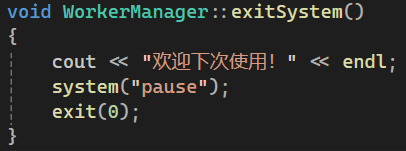 void WorkerManager::exitSystem()
{
    cout << "欢迎下次使用！" << endl;
    system("pause");
    exit(0);
}